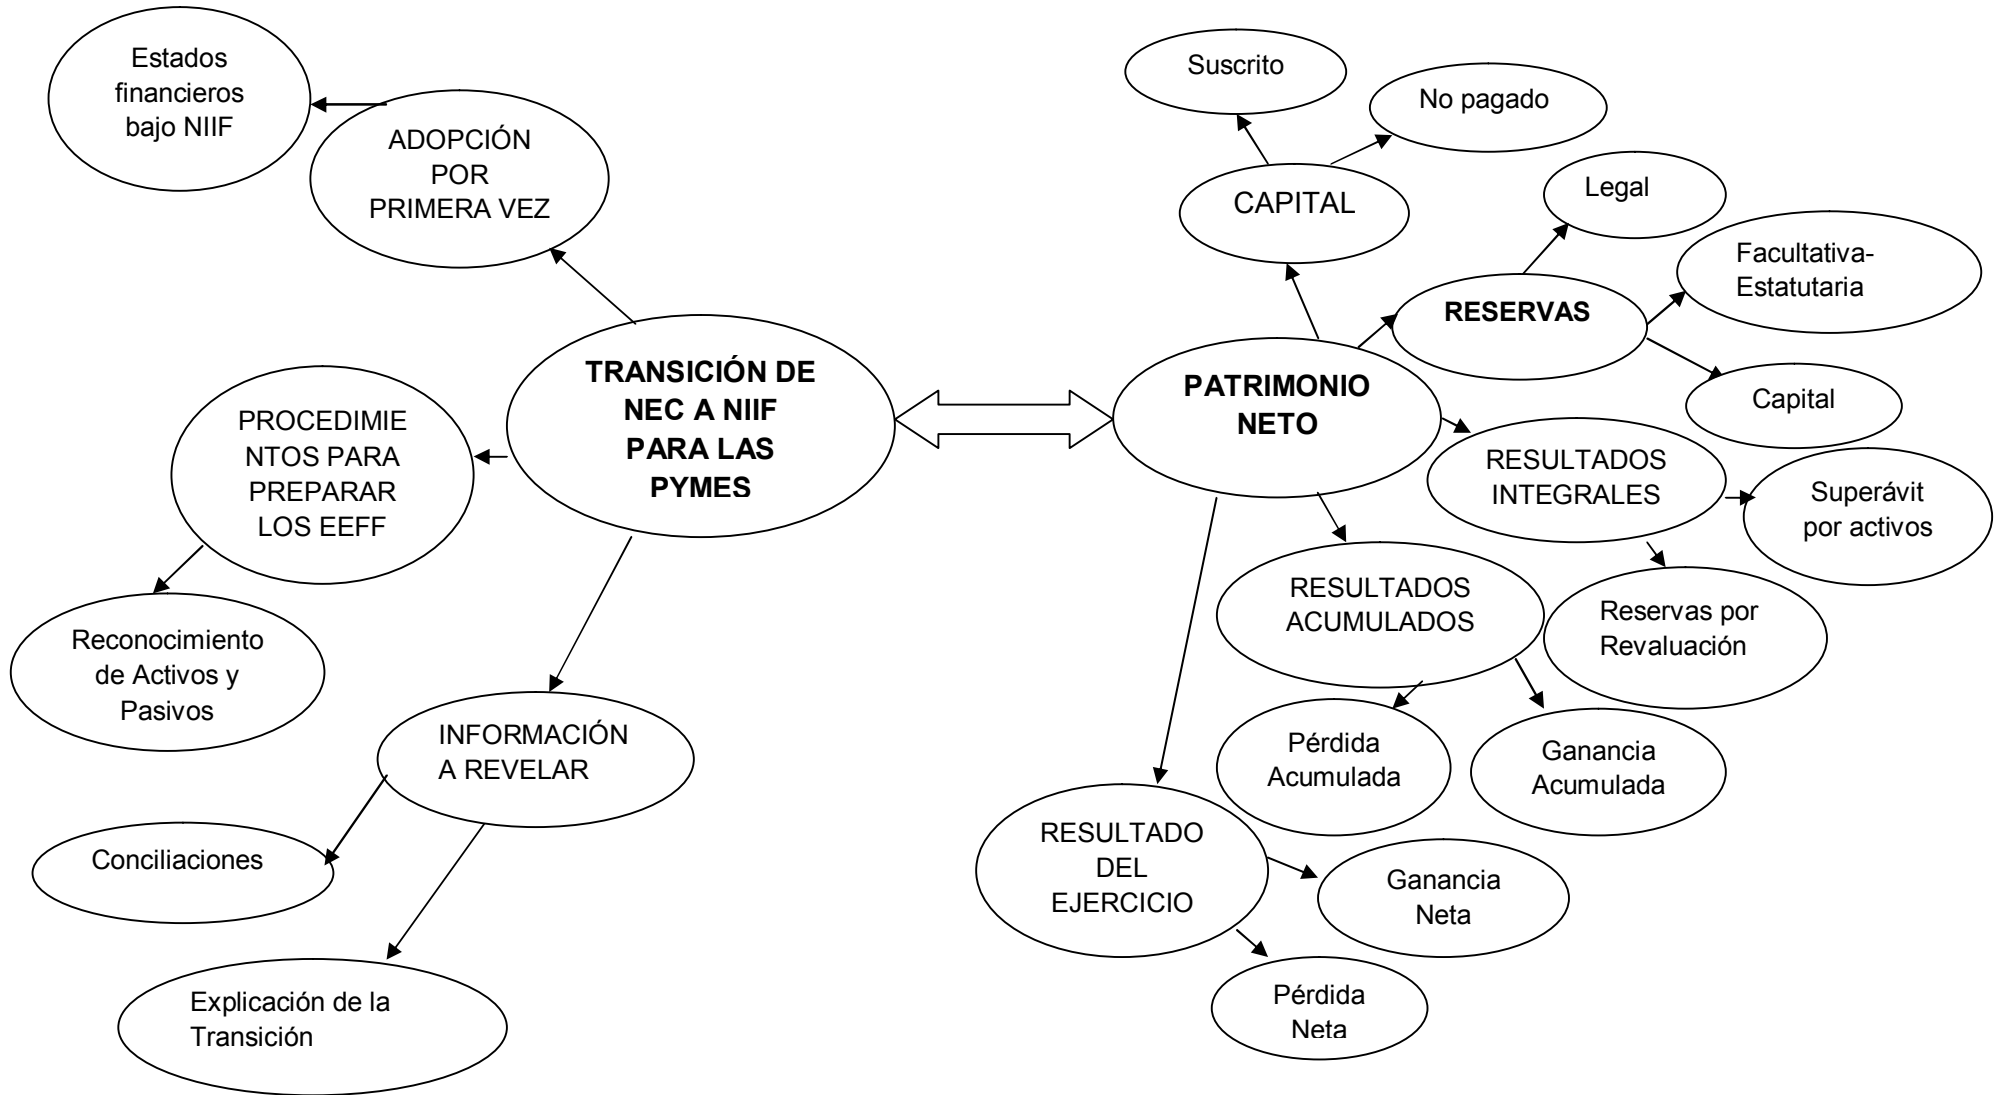 Estados
financieros
bajo NIIF
ADOPCIÓN
POR
PRIMERA VEZ
TRANSICIÓN DE
NEC A NIIF
PARA LAS
PYMES
PROCEDIMIE
NTOS PARA
PREPARAR
LOS EEFF
Reconocimiento
de Activos y
Pasivos
INFORMACIÓN
A REVELAR
Conciliaciones
Explicación de la
Transición
Suscrito
No pagado
CAPITAL
Legal
Facultativa-
Estatutaria
RESERVAS
Capital
PATRIMONIO
NETO
RESULTADOS
INTEGRALES
Superávit
por activos
Reservas por
Revaluación
RESULTADOS
ACUMULADOS
Pérdida
Acumulada
Ganancia
Acumulada
RESULTADO
DEL
EJERCICIO
Ganancia
Neta
Pérdida
Neta